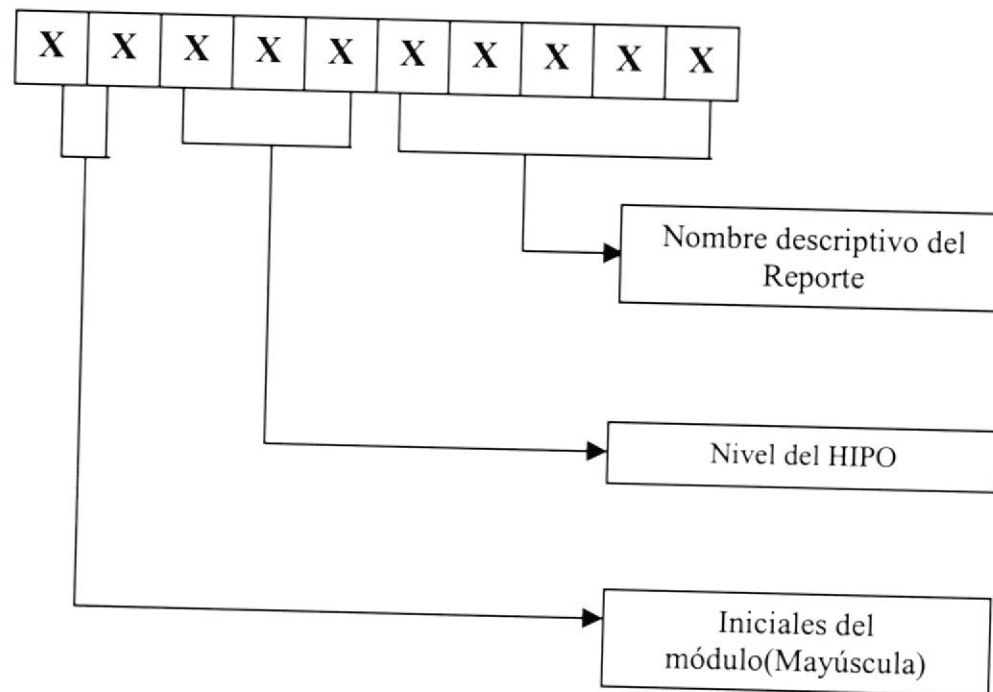 X X X X X X X X X X
Nombre descriptivo del
Reporte
Nivel del HIPO
Iniciales del
módulo(Mayúscula)